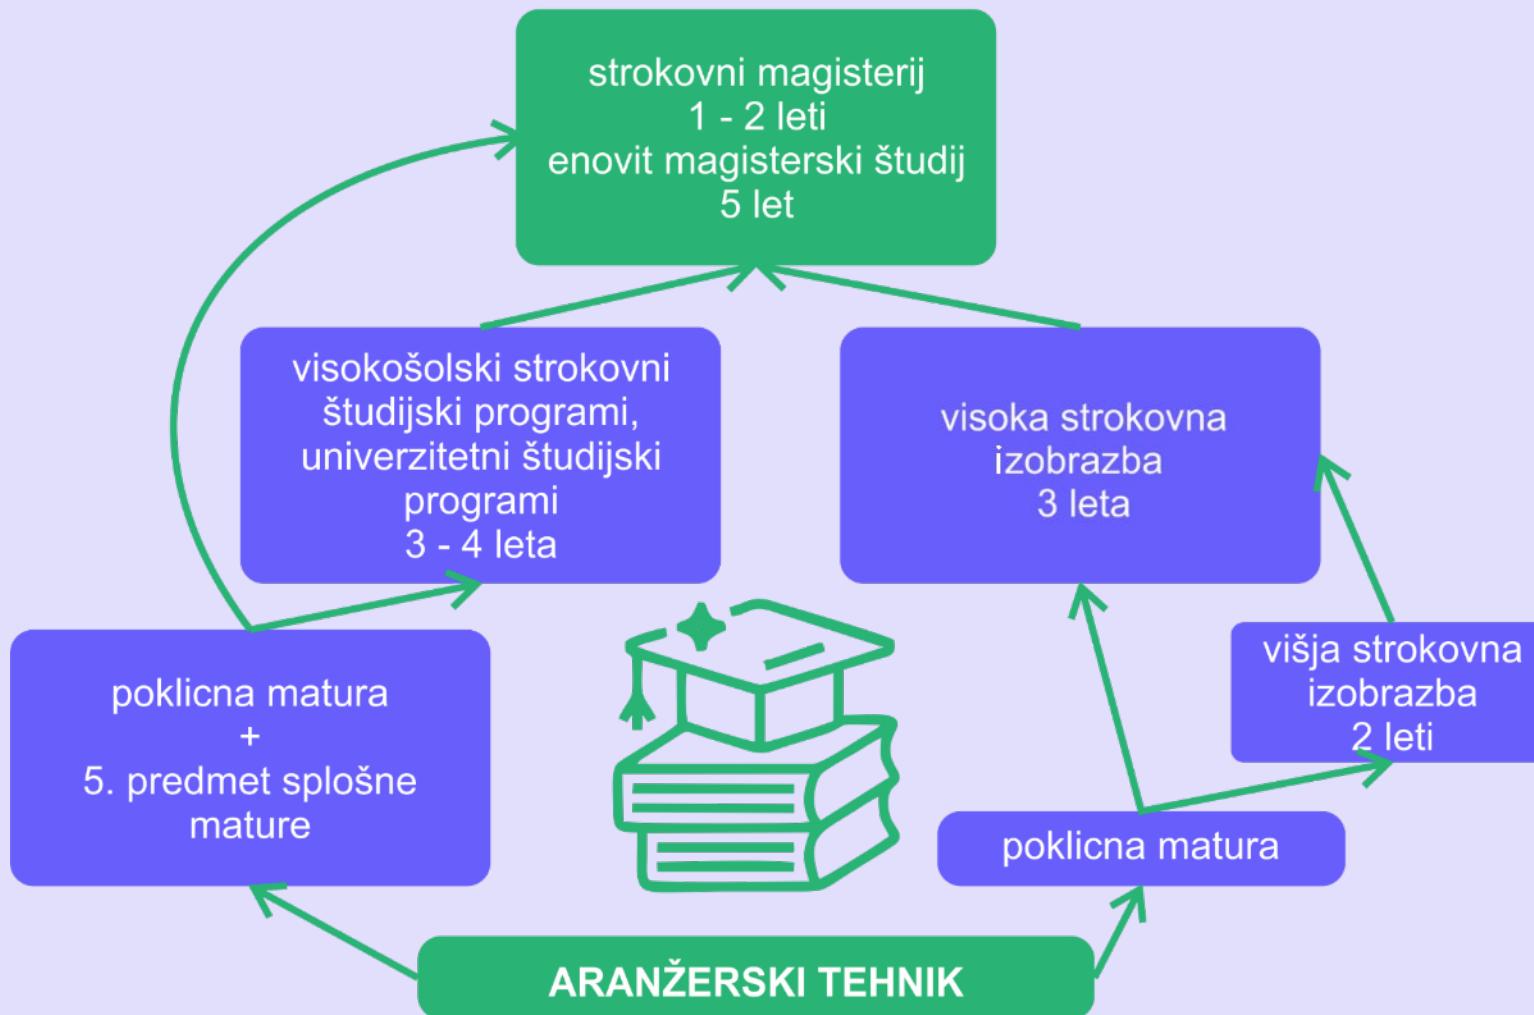 strokovni magisterij
1 - 2 leti
enovit magisterski študij
5 let
visokošolski strokovni
študijski programi,
univerzitetni študijski
programi
3 - 4 leta
visoka strokovna
izobrazba
3 leta
poklicna matura
+
5. predmet splošne
mature
višja strokovna
izobrazba
2 leti
poklicna matura
ARANŽERSKI TEHNIK